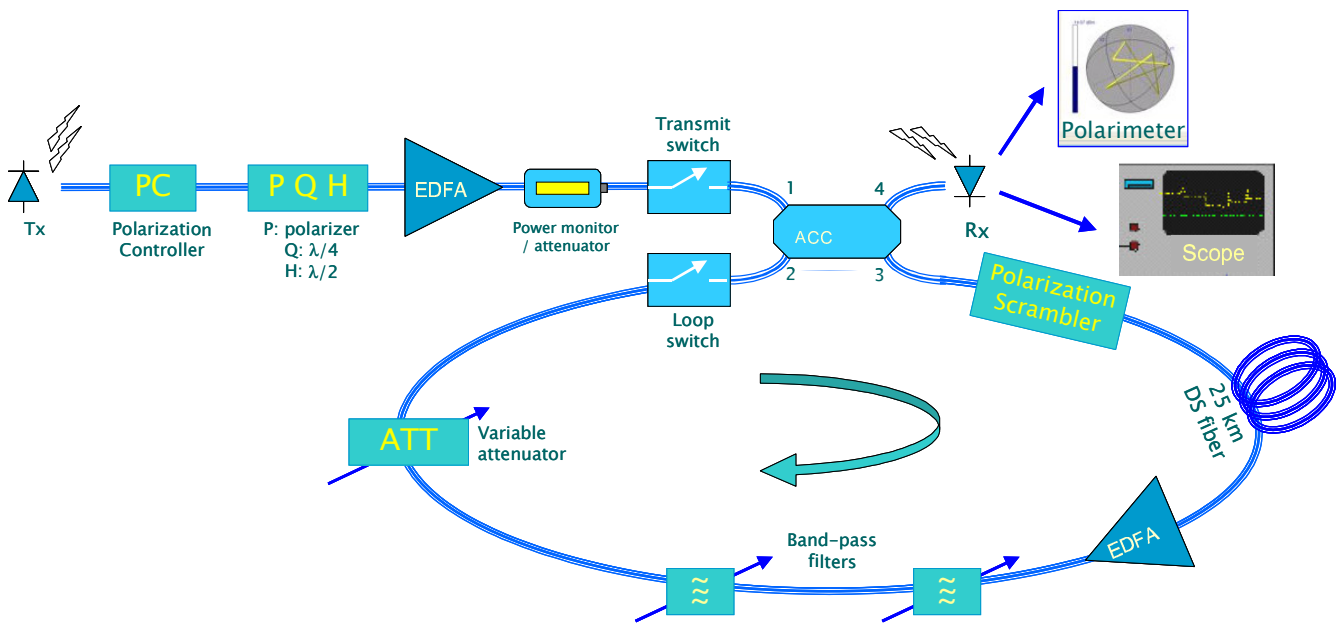 Tx
PC
Polarization
Controller
P Q H
P: polarizer
Q: λ/4
H: λ/2
EDFA
Power monitor
/ attenuator
Transmit
switch
Loop
switch
1
4
ACC
2
3
Rx
Polarimeter
Scope
Polarization
Scrambler
25 km
DS fiber
EDFA
Band-pass
filters
ATT
Variable
attenuator